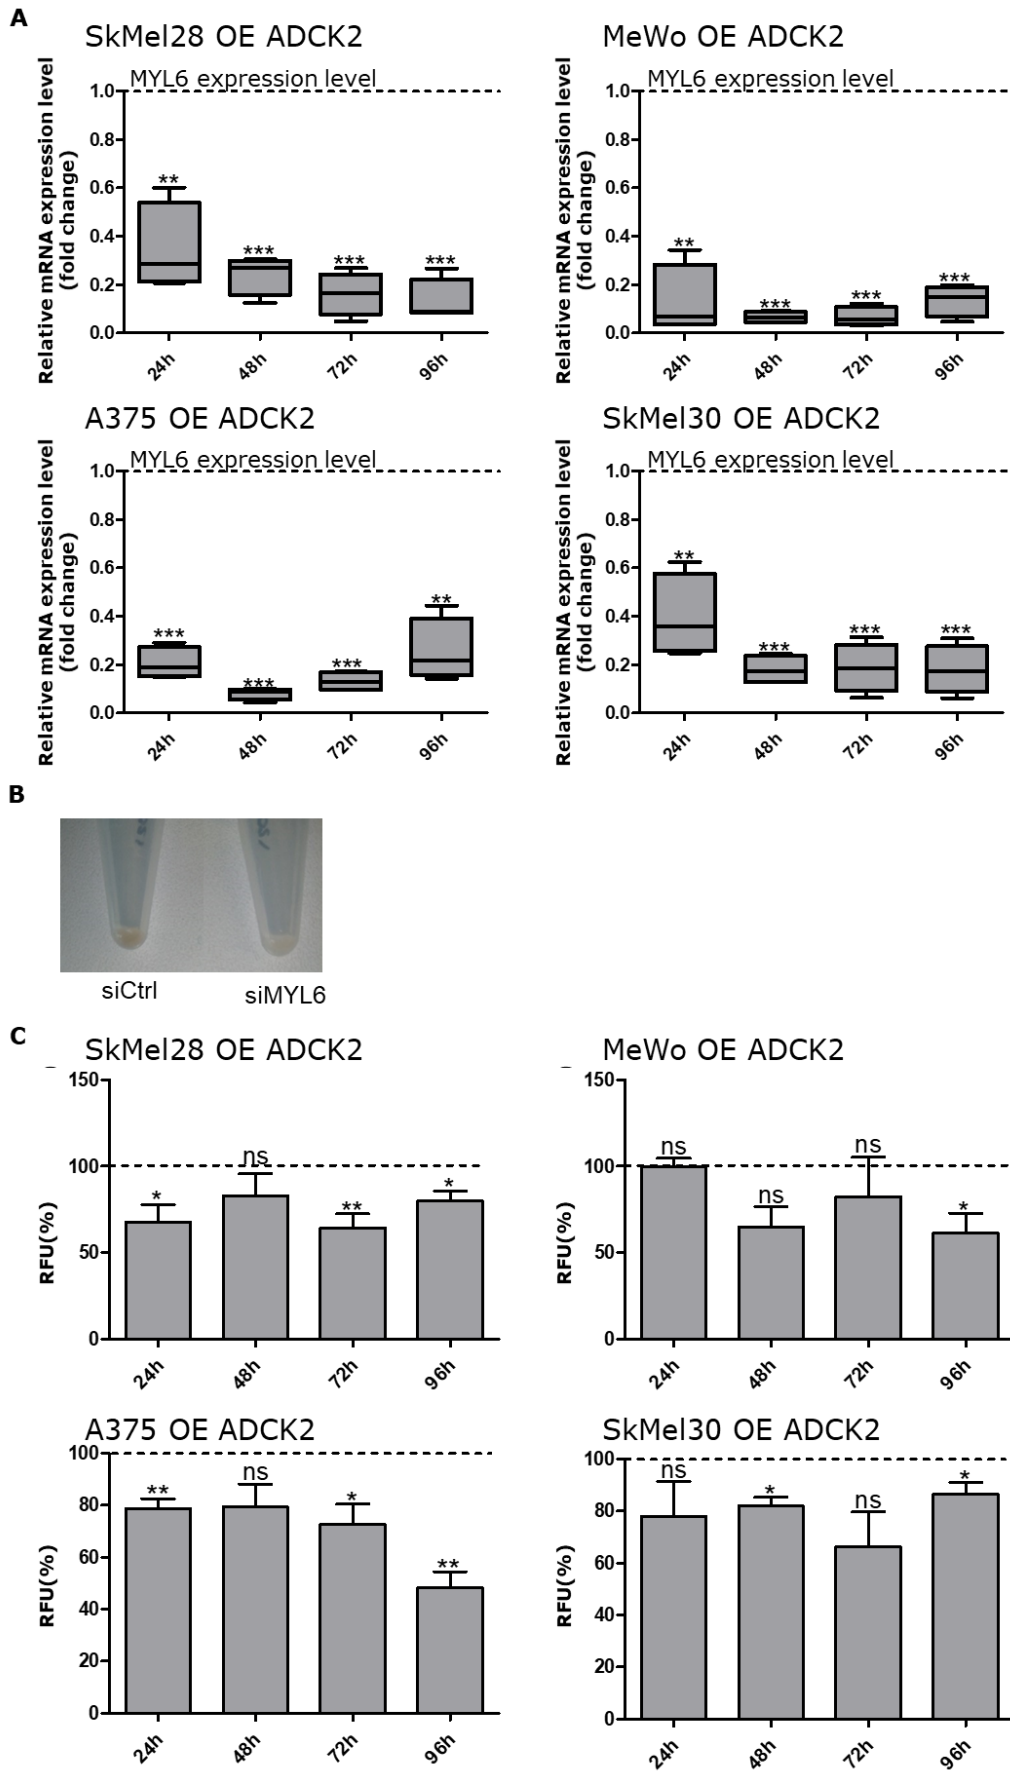 A
SkMel28 OE ADCK2
MYL6 expression level
Relative mRNA expression level
(fold change)
1.0
0.8
0.6
0.4
0.2
0.0
**
***
***
***
24h
48h
72h
96h
MeWo OE ADCK2
MYL6 expression level
Relative mRNA expression level
(fold change)
1.0
0.8
0.6
0.4
0.2
0.0
**
***
***
***
24h
48h
72h
96h
A375 OE ADCK2
MYL6 expression level
Relative mRNA expression level
(fold change)
1.0
0.8
0.6
0.4
0.2
0.0
***
***
***
**
24h
48h
72h
96h
SkMel30 OE ADCK2
MYL6 expression level
Relative mRNA expression level
(fold change)
1.0
0.8
0.6
0.4
0.2
0.0
**
***
***
***
24h
48h
72h
96h
B
siCtrl
siMYL6
C
SkMel28 OE ADCK2
RFU(%)
150
100
50
0
*
ns
**
*
24h
48h
72h
96h
MeWo OE ADCK2
RFU(%)
150
100
50
0
ns
ns
ns
*
24h
48h
72h
96h
A375 OE ADCK2
RFU(%)
100
80
60
40
20
0
**
ns
*
**
24h
48h
72h
96h
SkMel30 OE ADCK2
RFU(%)
100
80
60
40
20
0
ns
*
ns
*
24h
48h
72h
96h